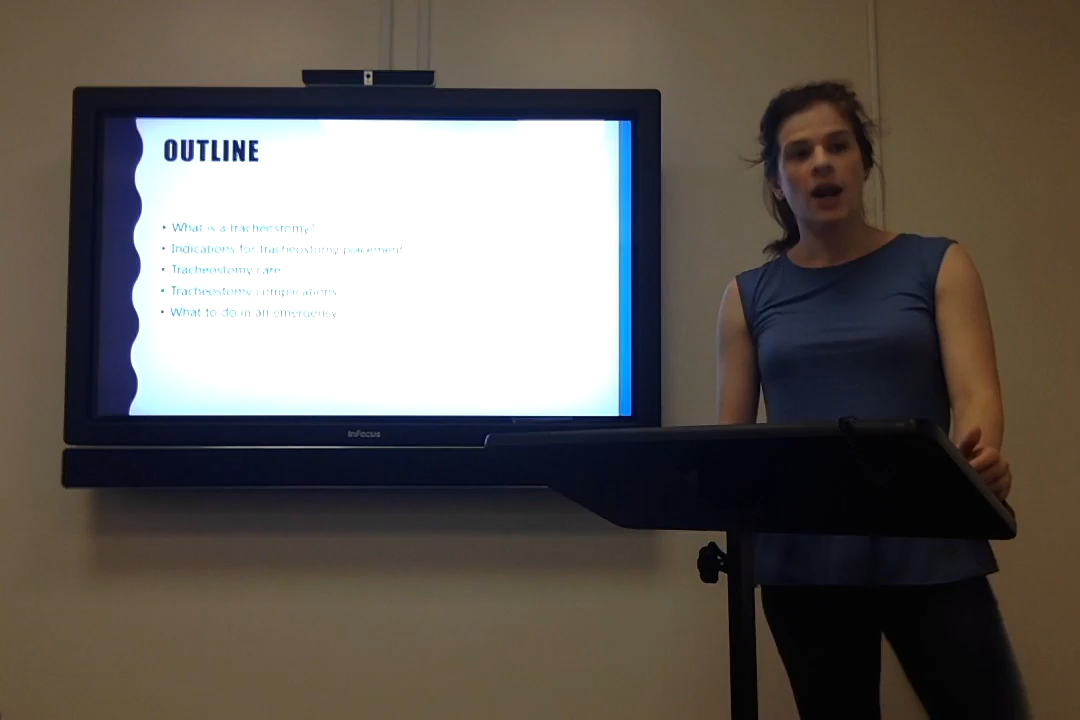 OUTLINE
• What is a tracheostomy?
• Indications for tracheostomy placement
• Tracheostomy care
• Tracheostomy complications
• What to do in an emergency
InFocus